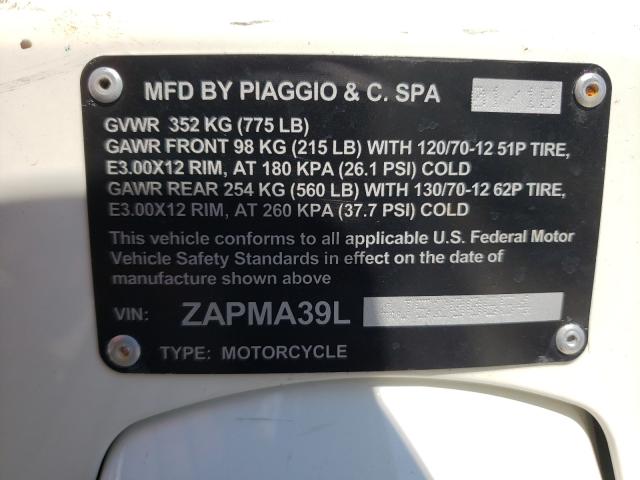 MFD BY PIAGGIO & C. SPA
GVWR 352 KG (775 LB)
GAWR FRONT 98 KG (215 LB) WITH 120/70-12 51P TIRE,
E3.00X12 RIM, AT 180 KPA (26.1 PSI) COLD
GAWR REAR 254 KG (560 LB) WITH 130/70-12 62P TIRE,
E3.00X12 RIM, AT 260 KPA (37.7 PSI) COLD
This vehicle conforms to all applicable U.S. Federal Motor
Vehicle Safety Standards in effect on the date of
manufacture shown above
VIN: ZAPMA39L
TYPE: MOTORCYCLE